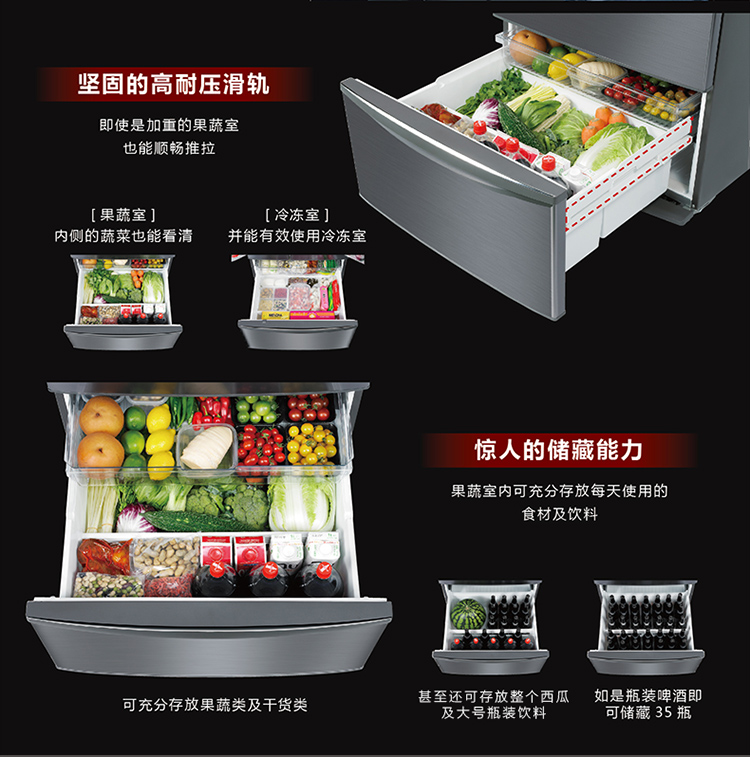 坚固的高耐压滑轨
即使是加重的果蔬室
也能顺畅推拉
[ 果蔬室 ]
内侧的蔬菜也能看清
[ 冷冻室 ]
并能有效使用冷冻室
惊人的储藏能力
果蔬室内可充分存放每天使用的
食材及饮料
可充分存放果蔬类及干货类
甚至还可存放整个西瓜
及大号瓶装饮料
如是瓶装啤酒即
可储藏 35 瓶